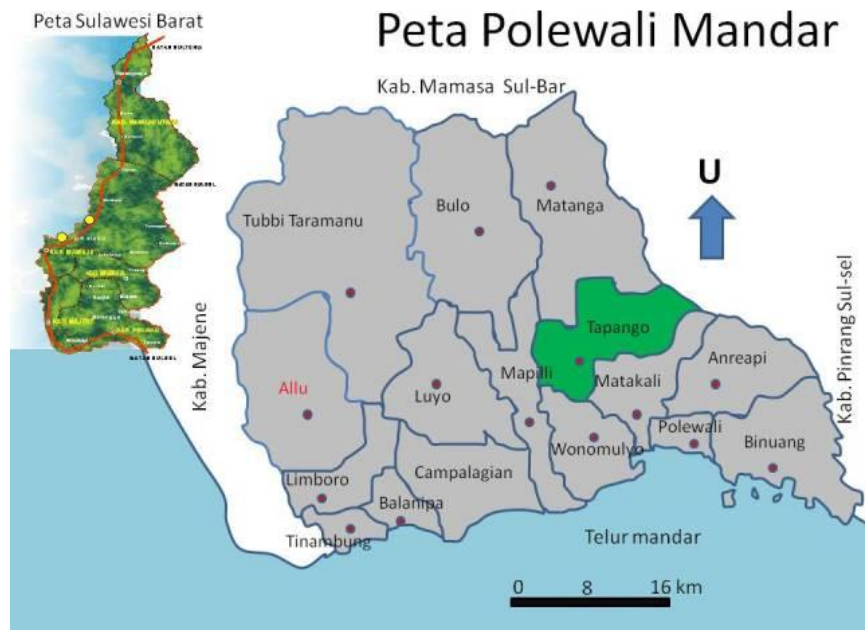 Peta Sulawesi Barat
Peta Polewali Mandar
Kab. Mamasa Sul-Bar
U
Tubbi Taramanu
Bulo
Matanga
Kab. Majene
Kab. Pinrang Sul-sel
Tapango
Anreapi
Mapilli
Matakali
Allu
Luyo
Polewali
Wonomulyo
Binuang
Limboro
Campalagian
Balanipa
Tinambung
Telur mandar
0 8 16 km